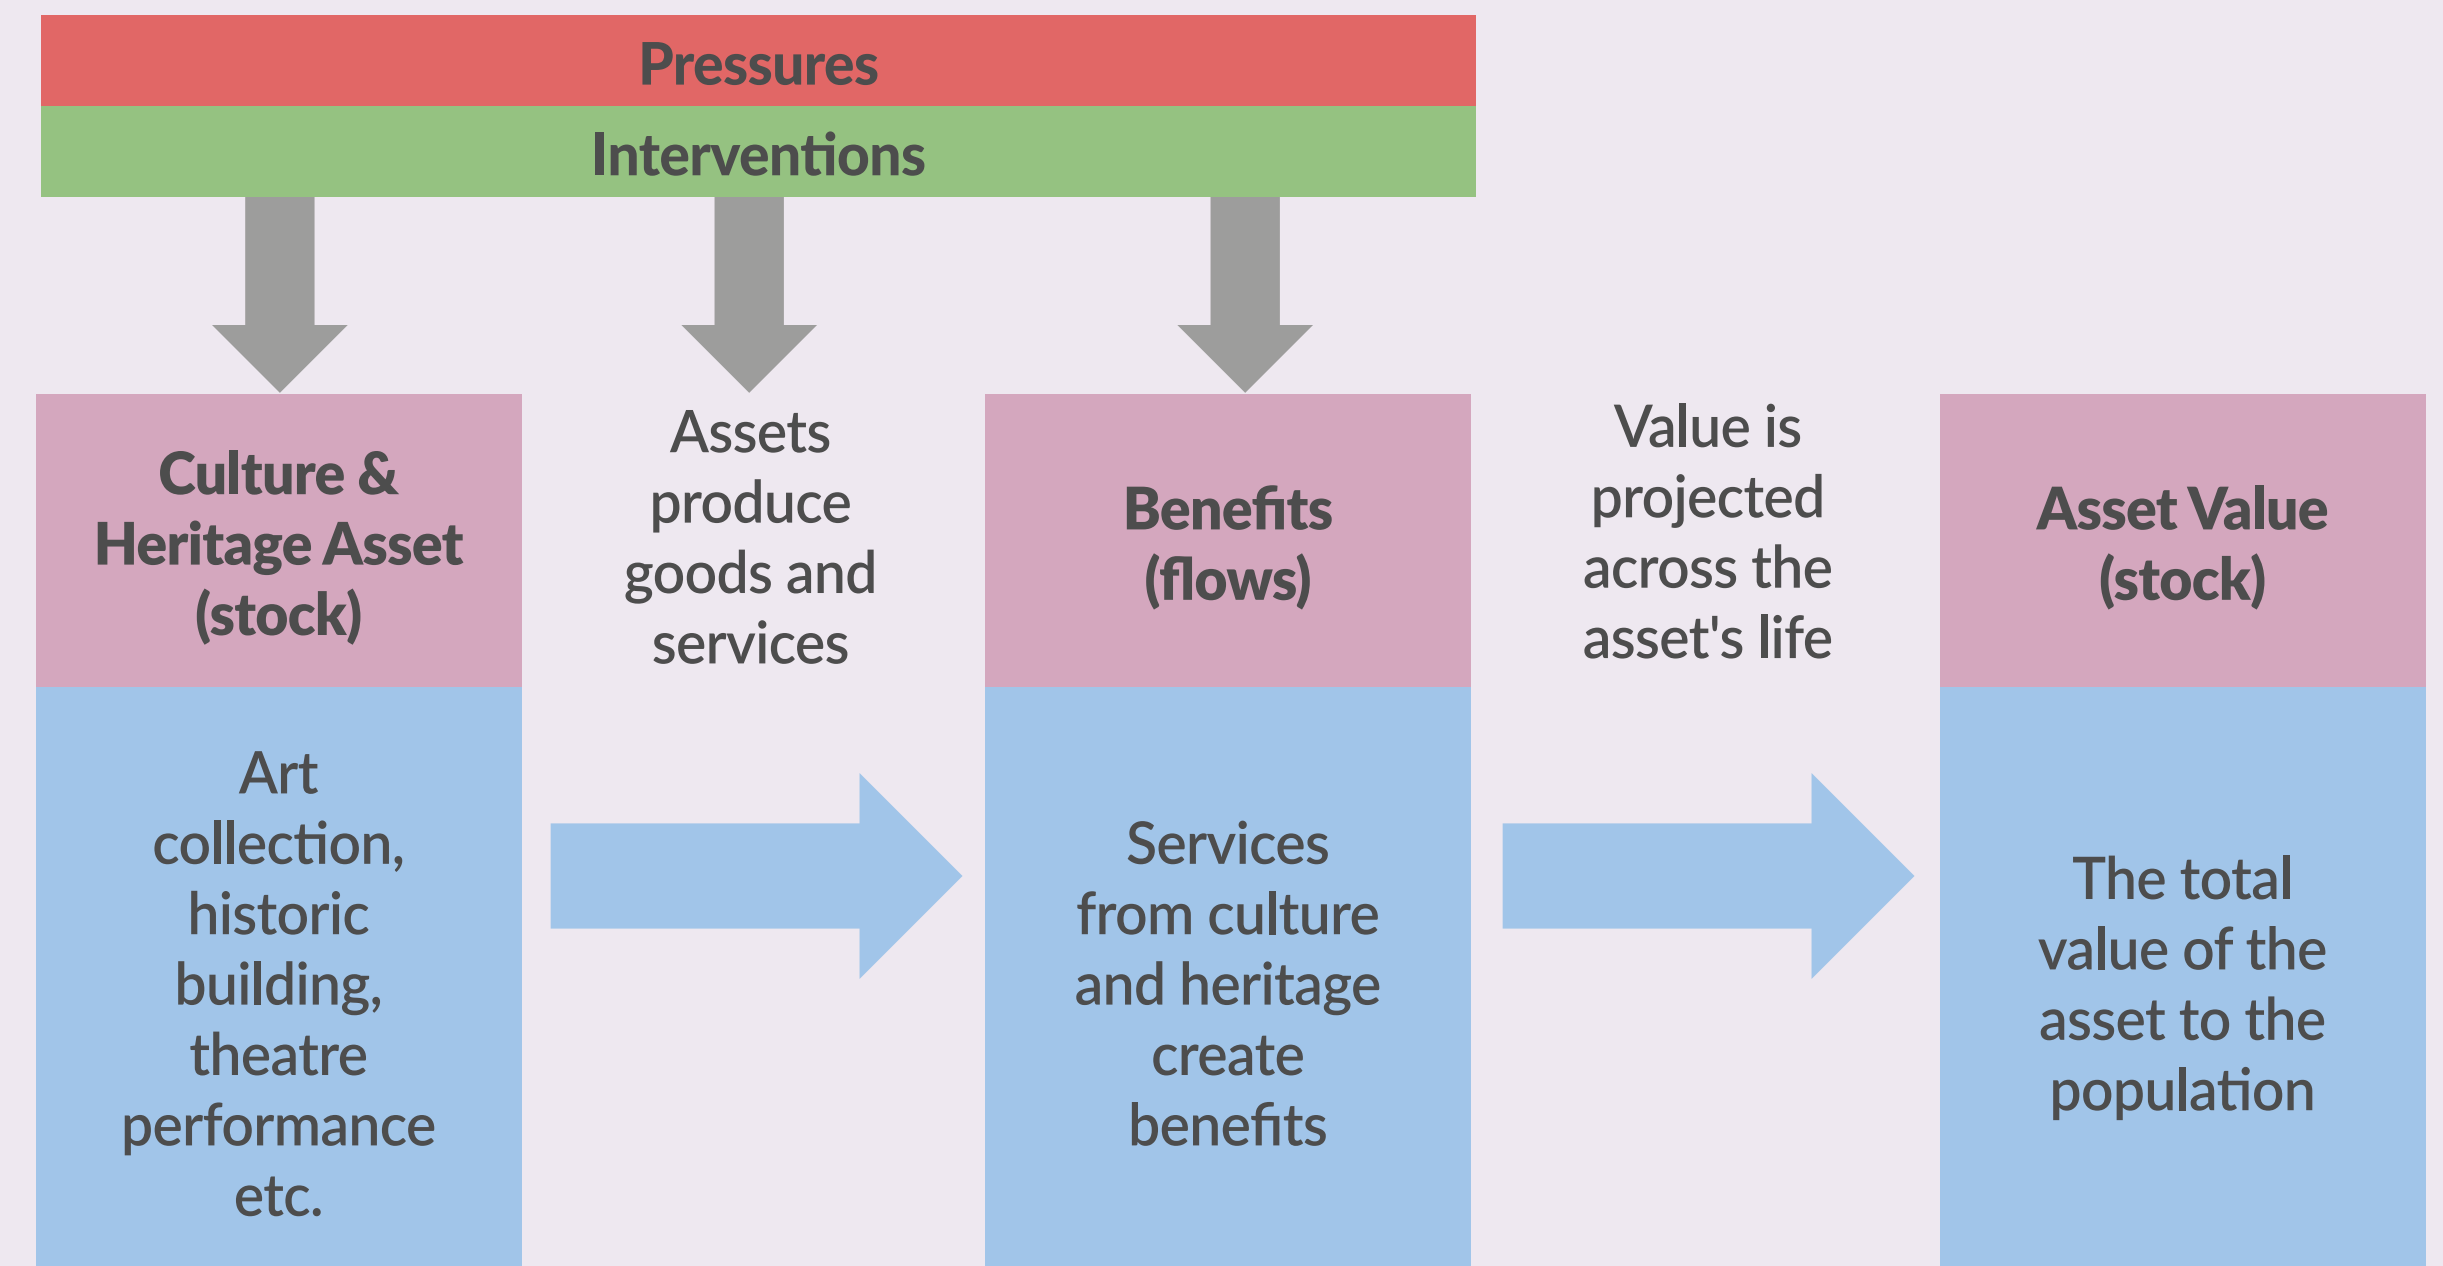 Pressures
Interventions
Culture &
Heritage Asset
(stock)
Assets
produce
goods and
services
Benefits
(flows)
Value is
projected
across the
asset's life
Asset Value
(stock)
Art
collection,
historic
building,
theatre
performance
etc.
Services
from culture
and heritage
create
benefits
The total
value of the
asset to the
population